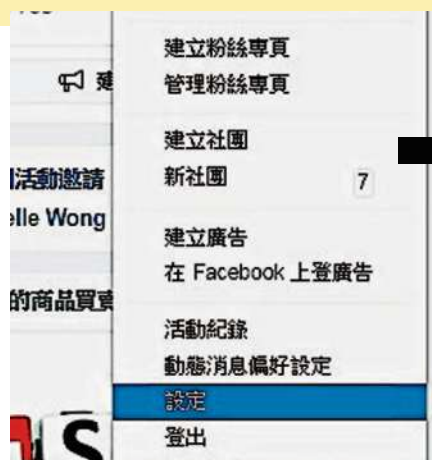 建立粉絲專頁
建
管理粉絲專頁
建立社團
活動邀請
新社團 7
elle Wong
建立廣告
在 Facebook 上登廣告
的商品買賣
活動紀錄
動態消息偏好設定
設定
S
登出